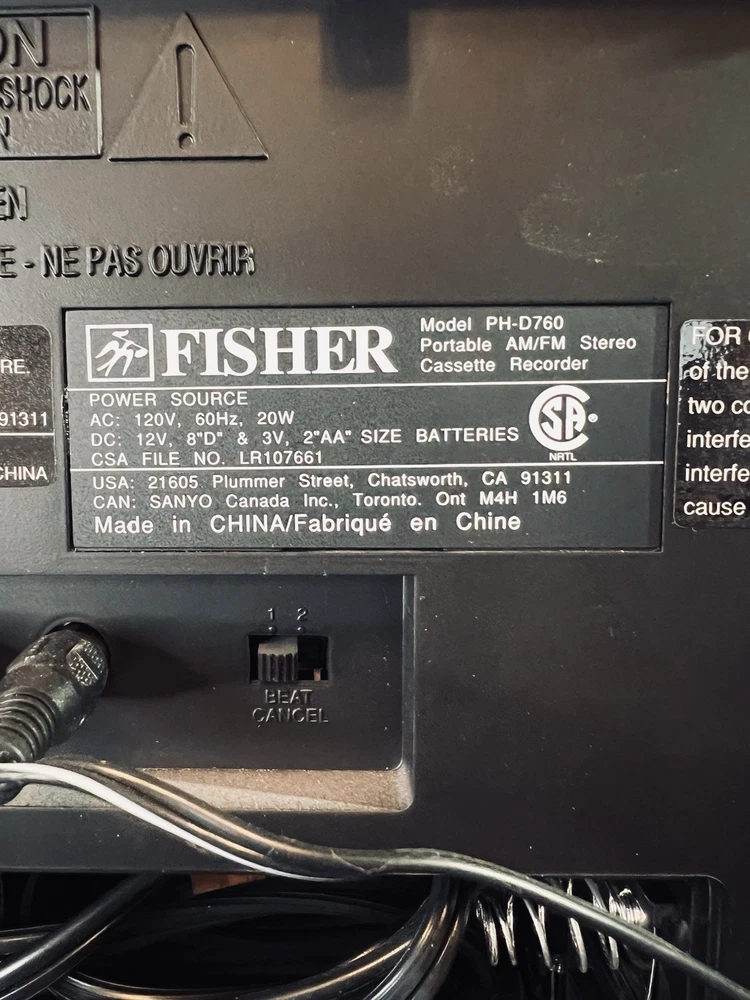 ON
SHOCK
N
EN
E - NE PAS OUVRIR
RE.
91311
CHINA
FISHER
Model PH-D760
Portable AM/FM Stereo
Cassette Recorder
POWER SOURCE
AC: 120V, 60Hz, 20W
DC: 12V, 8"D" & 3V, 2"AA" SIZE BATTERIES
CSA FILE NO. LR107661
SA
NRTL
USA: 21605 Plummer Street, Chatsworth, CA 91311
CAN: SANYO Canada Inc., Toronto. Ont M4H 1M6
Made in CHINA/Fabriqué en Chine
FOR
of the
two co
interfe
interfe
cause
1 2
BEAT
CANCEL